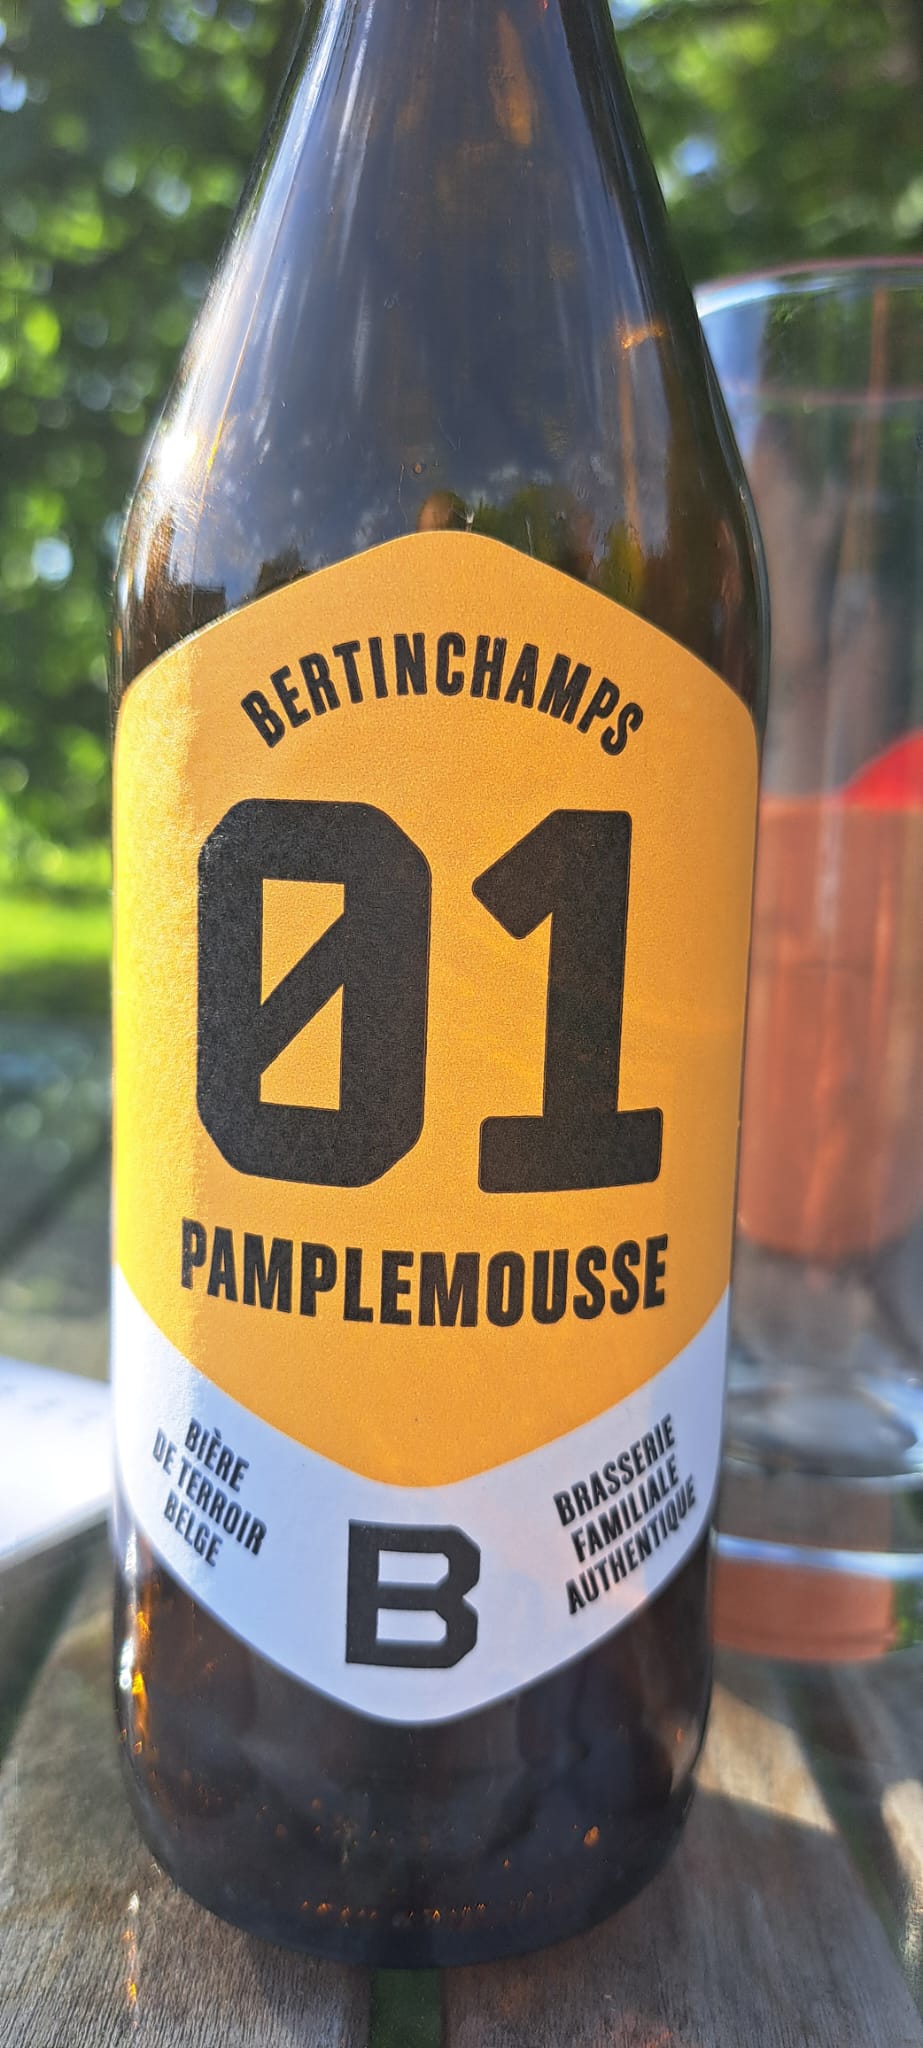 BERTINCHAMPS
01
PAMPLEMOUSSE
BIÈRE
DE TERROIR
BELGE
B
BRASSERIE
FAMILIALE
AUTHENTIQUE